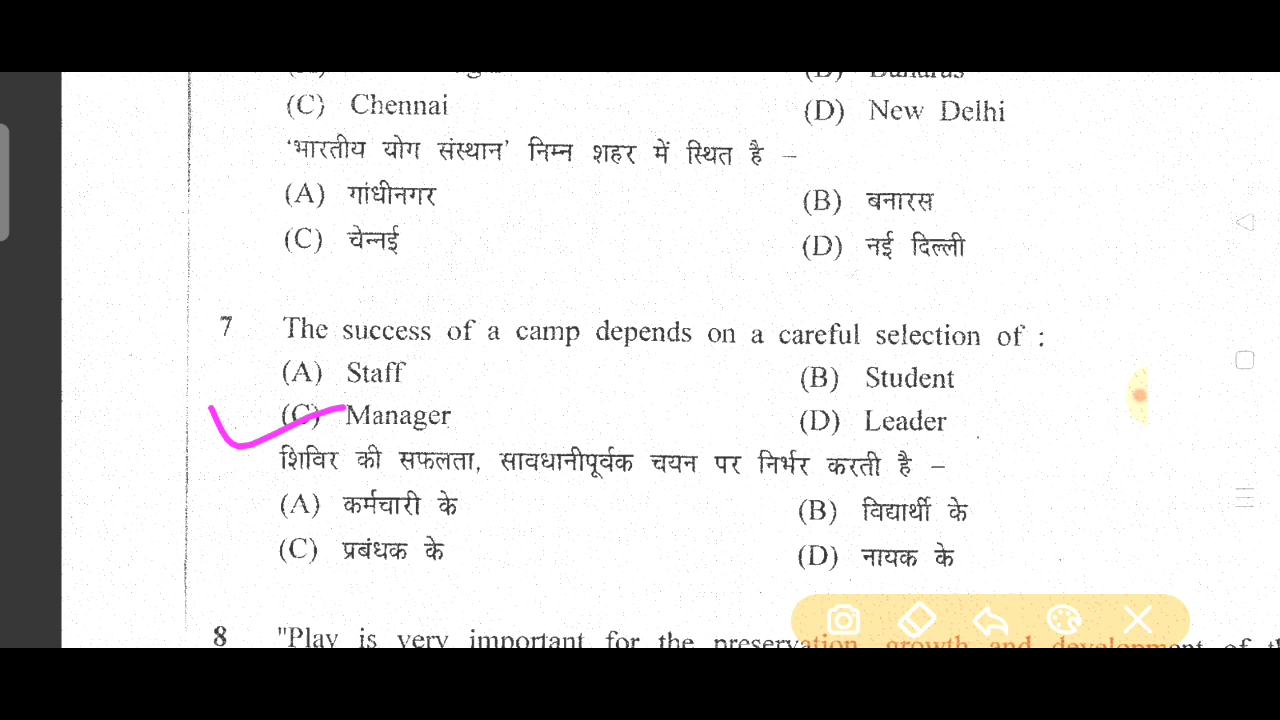 (C) Chennai (D) New Delhi
'भारतीय योग संस्थान' निम्न शहर में स्थित है –
(A) गांधीनगर (B) बनारस
(C) चेन्नई (D) नई दिल्ली
7 The success of a camp depends on a careful selection of :
(A) Staff (B) Student
(C) Manager (D) Leader
शिविर की सफलता, सावधानीपूर्वक चयन पर निर्भर करती है –
(A) कर्मचारी के (B) विद्यार्थी के
(C) प्रबंधक के (D) नायक के
8 "Play is very important for the preservation, growth and development of